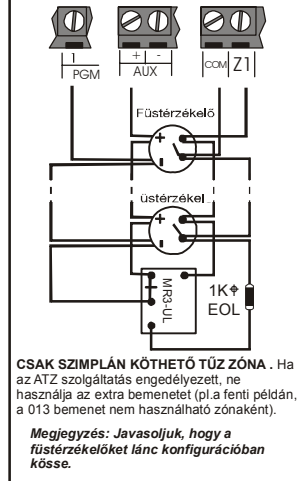 1
PGM
+ -
AUX
COM Z1
Füstérzékelő
+
-
üstérzékel
+
-
MR3-UL
1K
EOL
CSAK SZIMPLÁN KÖTHETŐ TŰZ ZÓNA . Ha
az ATZ szolgáltatás engedélyezett, ne
használja az extra bemenetet (pl.a fenti példán,
a 013 bemenet nem használható zónaként).
Megjegyzés: Javasoljuk, hogy a
füstérzékelőket lánc konfigurációban
kösse.